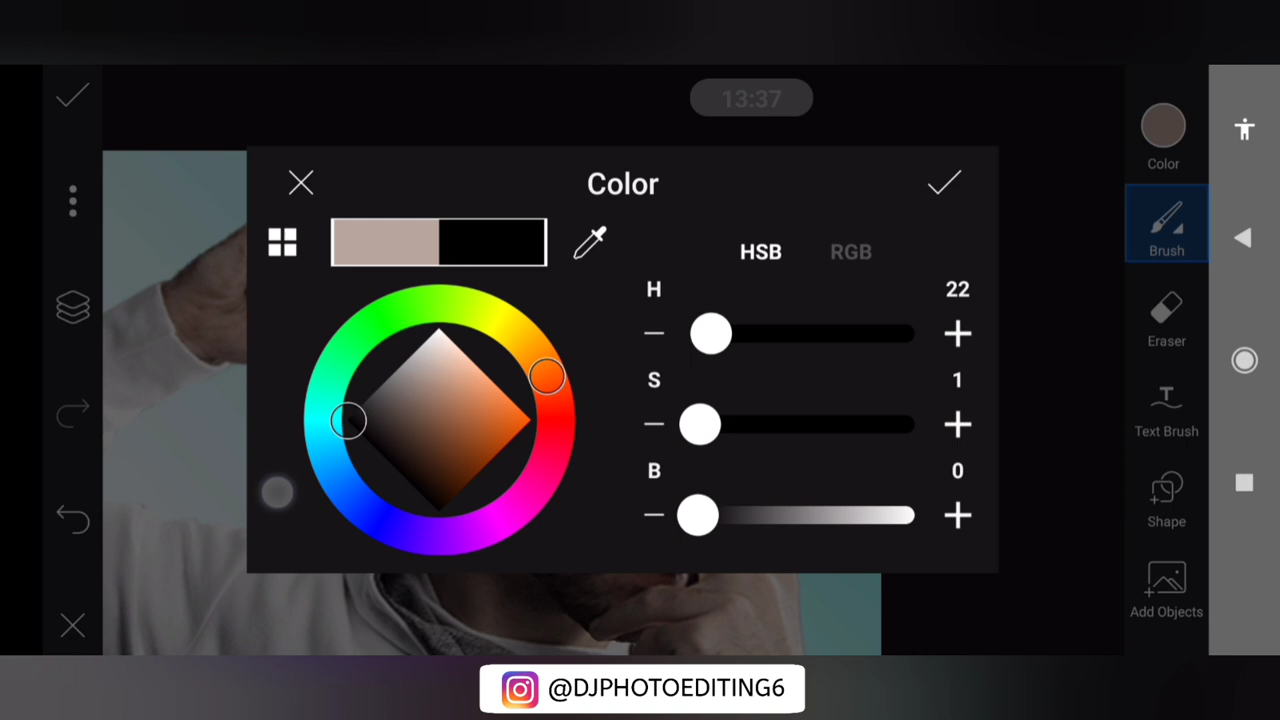 13:37
Color
HSB
RGB
H
22
S
1
B
0
Color
Brush
Eraser
Text Brush
Shape
Add Objects
@DJPHOTOEDITING6